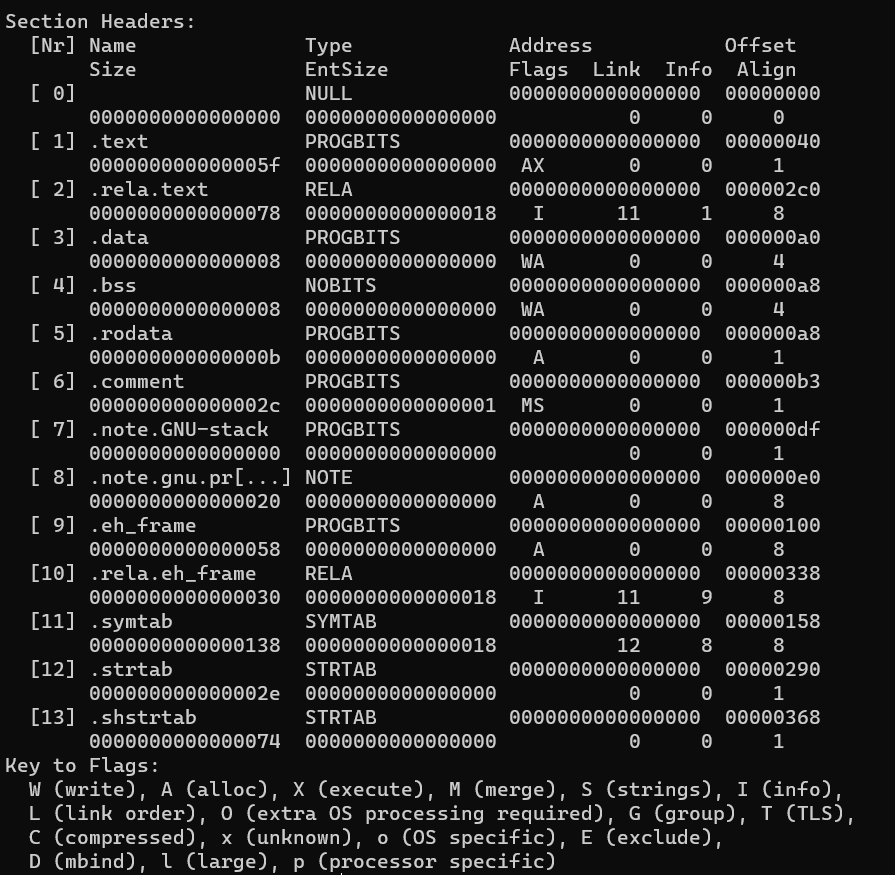 Section Headers:
  [Nr] Name              Type             Address           Offset
       Size              EntSize          Flags  Link  Info  Align
  [ 0]                   NULL             0000000000000000  00000000
       0000000000000000  0000000000000000           0     0     0
  [ 1] .text             PROGBITS         0000000000000000  00000040
       000000000000005f  0000000000000000  AX       0     0     1
  [ 2] .rela.text        RELA             0000000000000000  000002c0
       0000000000000078  0000000000000018   I      11     1     8
  [ 3] .data             PROGBITS         0000000000000000  000000a0
       0000000000000008  0000000000000000  WA       0     0     4
  [ 4] .bss              NOBITS           0000000000000000  000000a8
       0000000000000008  0000000000000000  WA       0     0     4
  [ 5] .rodata           PROGBITS         0000000000000000  000000a8
       000000000000000b  0000000000000000   A       0     0     1
  [ 6] .comment          PROGBITS         0000000000000000  000000b3
       000000000000002c  0000000000000001  MS       0     0     1
  [ 7] .note.GNU-stack   PROGBITS         0000000000000000  000000df
       0000000000000000  0000000000000000           0     0     1
  [ 8] .note.gnu.pr[...] NOTE             0000000000000000  000000e0
       0000000000000020  0000000000000000   A       0     0     8
  [ 9] .eh_frame         PROGBITS         0000000000000000  00000100
       0000000000000058  0000000000000000   A       0     0     8
  [10] .rela.eh_frame    RELA             0000000000000000  00000338
       0000000000000030  0000000000000018   I      11     9     8
  [11] .symtab           SYMTAB           0000000000000000  00000158
       0000000000000138  0000000000000018          12     8     8
  [12] .strtab           STRTAB           0000000000000000  00000290
       000000000000002e  0000000000000000           0     0     1
  [13] .shstrtab         STRTAB           0000000000000000  00000368
       0000000000000074  0000000000000000           0     0     1
Key to Flags:
  W (write), A (alloc), X (execute), M (merge), S (strings), I (info),
  L (link order), O (extra OS processing required), G (group), T (TLS),
  C (compressed), x (unknown), o (OS specific), E (exclude),
  D (mbind), l (large), p (processor specific)